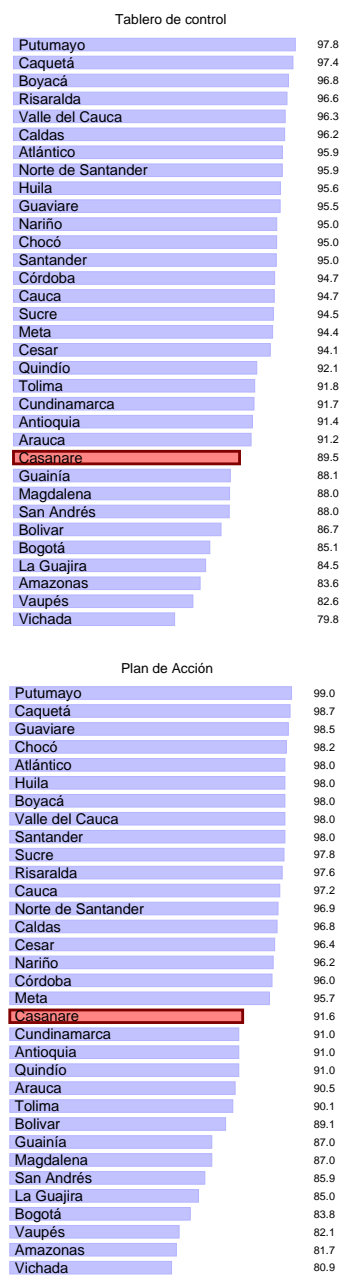 Tablero de control
Putumayo 97.8
Caquetá 97.4
Boyacá 96.8
Risaralda 96.6
Valle del Cauca 96.3
Caldas 96.2
Atlántico 95.9
Norte de Santander 95.9
Huila 95.6
Guaviare 95.5
Nariño 95.0
Chocó 95.0
Santander 95.0
Córdoba 94.7
Cauca 94.7
Sucre 94.5
Meta 94.4
Cesar 94.1
Quindío 92.1
Tolima 91.8
Cundinamarca 91.7
Antioquia 91.4
Arauca 91.2
Casanare 89.5
Guainía 88.1
Magdalena 88.0
San Andrés 88.0
Bolivar 86.7
Bogotá 85.1
La Guajira 84.5
Amazonas 83.6
Vaupés 82.6
Vichada 79.8
Plan de Acción
Putumayo 99.0
Caquetá 98.7
Guaviare 98.5
Chocó 98.2
Atlántico 98.0
Huila 98.0
Boyacá 98.0
Valle del Cauca 98.0
Santander 98.0
Sucre 97.8
Risaralda 97.6
Cauca 97.2
Norte de Santander 96.9
Caldas 96.8
Cesar 96.4
Nariño 96.2
Córdoba 96.0
Meta 95.7
Casanare 91.6
Cundinamarca 91.0
Antioquia 91.0
Quindío 91.0
Arauca 90.5
Tolima 90.1
Bolivar 89.1
Guainía 87.0
Magdalena 87.0
San Andrés 85.9
La Guajira 85.0
Bogotá 83.8
Vaupés 82.1
Amazonas 81.7
Vichada 80.9